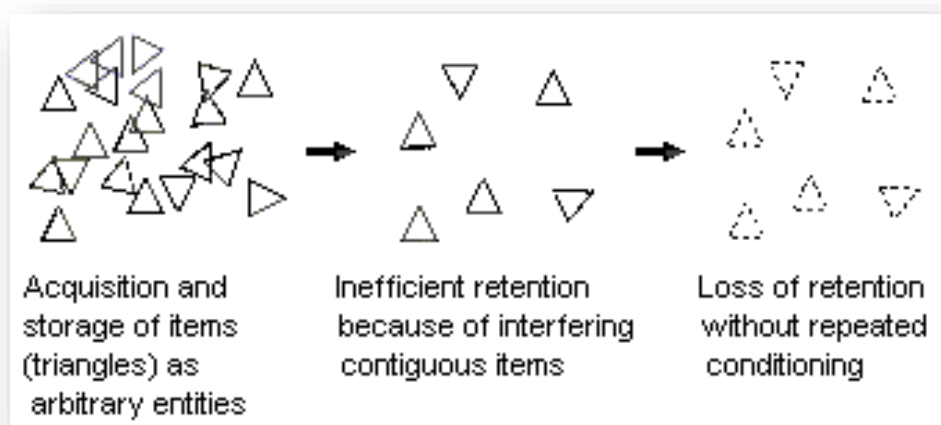 Acquisition and
storage of items
(triangles) as
arbitrary entities
Inefficient retention
because of interfering
contiguous items
Loss of retention
without repeated
conditioning